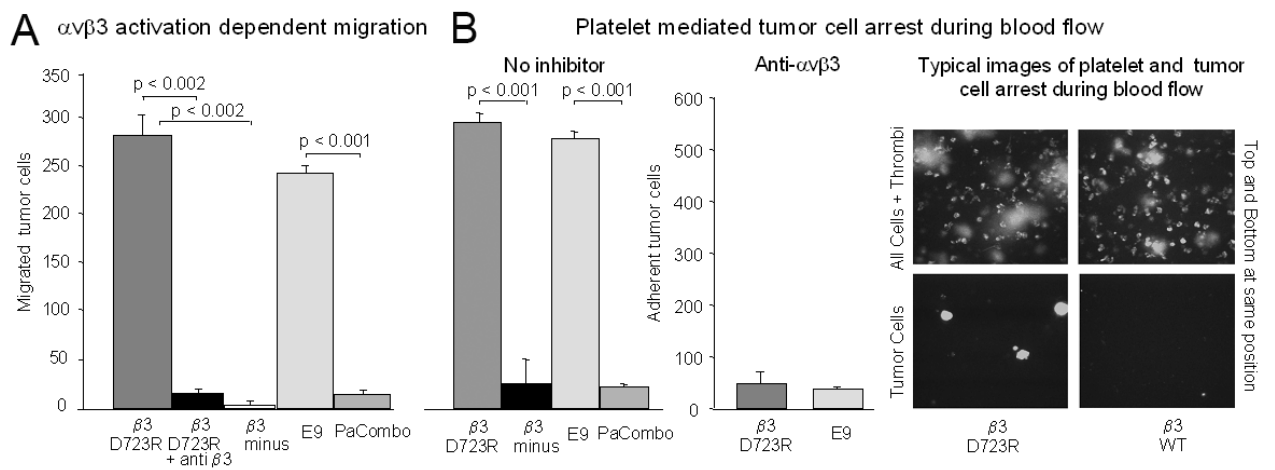 A αvβ3 activation dependent migration
350
300
250
200
150
100
50
0
Migrated tumor cells
p < 0.002
p < 0.002
p < 0.001
β3
D723R
β3
D723R
+ anti β3
β3
minus
E9
PaCombo
B Platelet mediated tumor cell arrest during blood flow
No inhibitor
p < 0.001
p < 0.001
β3
D723R
β3
minus
E9
PaCombo
Anti-αvβ3
600
500
400
300
200
100
0
Adherent tumor cells
β3
D723R
E9
Typical images of platelet and tumor
cell arrest during blood flow
All Cells + Thrombi
Tumor Cells
Top and Bottom at same position
β3
D723R
β3
WT